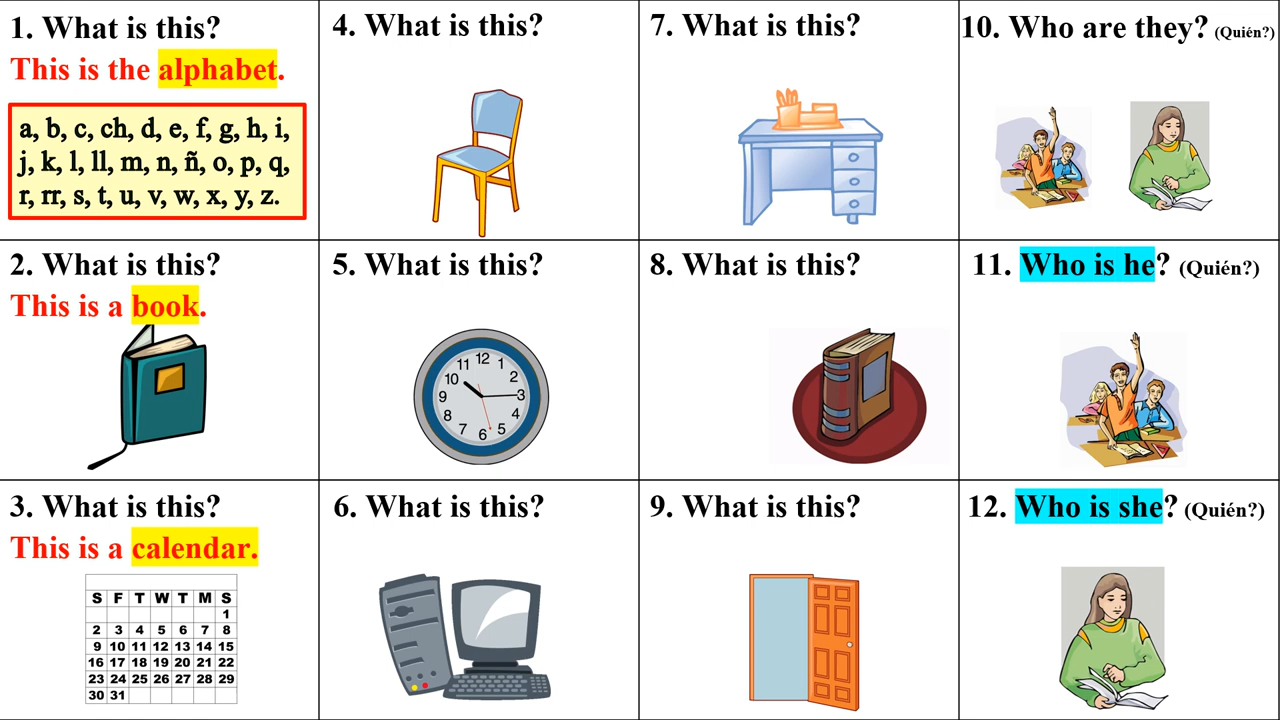 1. What is this?
This is the alphabet.
a, b, c, ch, d, e, f, g, h, i,
j, k, l, ll, m, n, ñ, o, p, q,
r, rr, s, t, u, v, w, x, y, z.
2. What is this?
This is a book.
3. What is this?
This is a calendar.
S F T W T M S
1
2 3 4 5 6 7 8
9 10 11 12 13 14 15
16 17 18 19 20 21 22
23 24 25 26 27 28 29
30 31
4. What is this?
5. What is this?
12 1 2 3 4 5 6 7 8 9 10 11
6. What is this?
7. What is this?
8. What is this?
9. What is this?
10. Who are they? (Quién?)
11. Who is he? (Quién?)
12. Who is she? (Quién?)